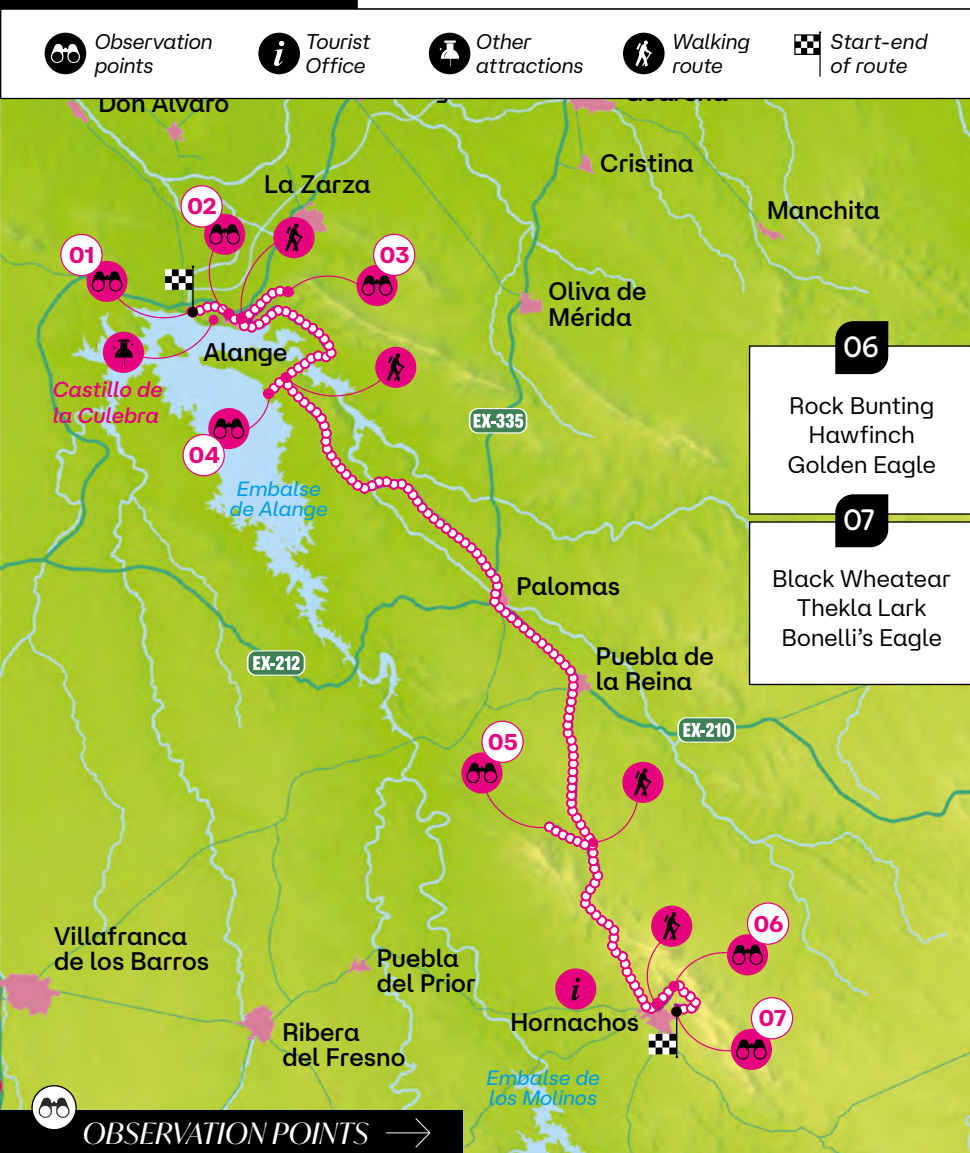 Observation
points
Tourist
Office
Other
attractions
Walking
route
Start-end
of route
Don Álvaro
Cristina
La Zarza
Manchita
02
01
03
Oliva de
Mérida
Alange
Castillo de
la Culebra
EX-335
04
Embalse
de Alange
06
Rock Bunting
Hawfinch
Golden Eagle
07
Black Wheatear
Thekla Lark
Bonelli's Eagle
Palomas
EX-212
Puebla de
la Reina
EX-210
05
Villafranca
de los Barros
Puebla
del Prior
06
i
Hornachos
07
Ribera
del Fresno
Embalse de
los Molinos
OBSERVATION POINTS